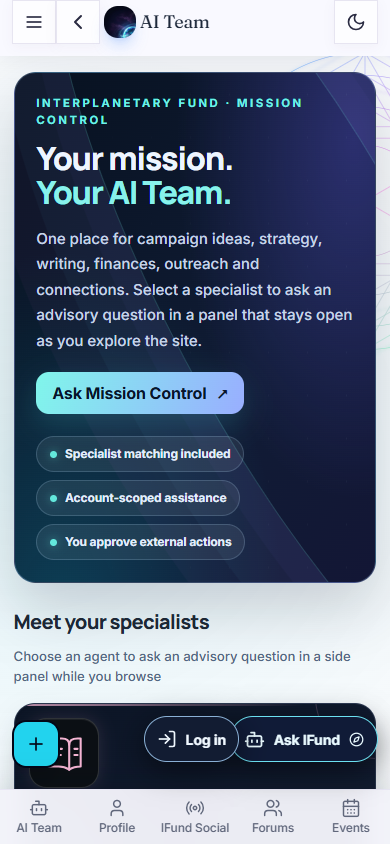 AI Team
INTERPLANETARY FUND · MISSION
CONTROL
Your mission.
Your AI Team.
One place for campaign ideas, strategy,
writing, finances, outreach and
connections. Select a specialist to ask an
advisory question in a panel that stays open
as you explore the site.
Ask Mission Control ↗
Specialist matching included
Account-scoped assistance
You approve external actions
Meet your specialists
Choose an agent to ask an advisory question in a side
panel while you browse
Log in
Ask IFund
AI Team
Profile
IFund Social
Forums
Events